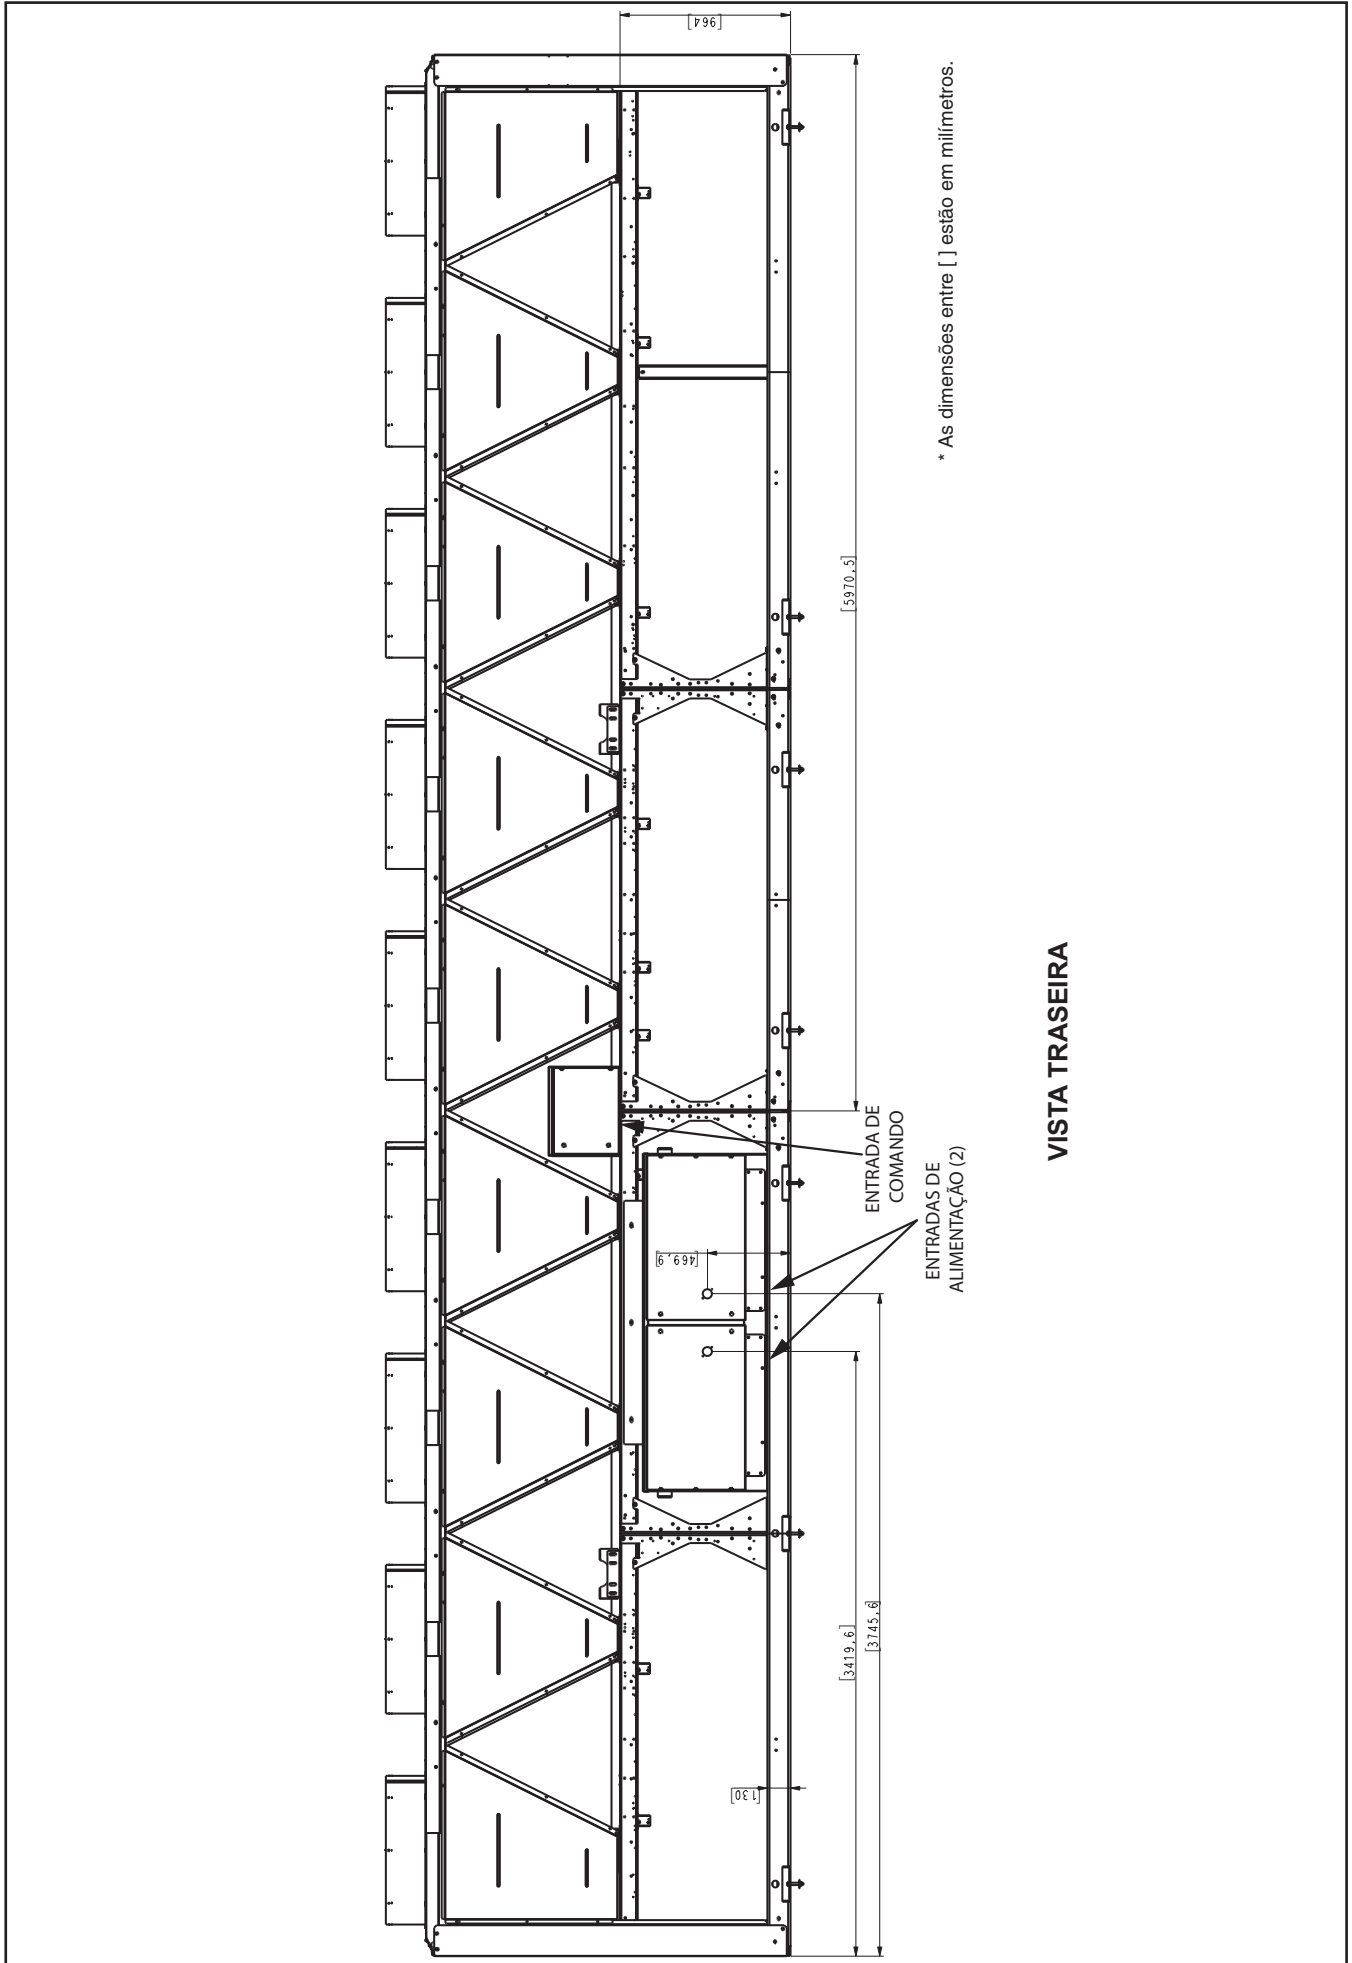 [964]
* As dimensões entre [ ] estão em milímetros.
[5970,5]
ENTRADA DE
COMANDO
ENTRADAS DE
ALIMENTAÇÃO (2)
[469,9]
[3419,6]
[3745,6]
[130]
VISTA TRASEIRA